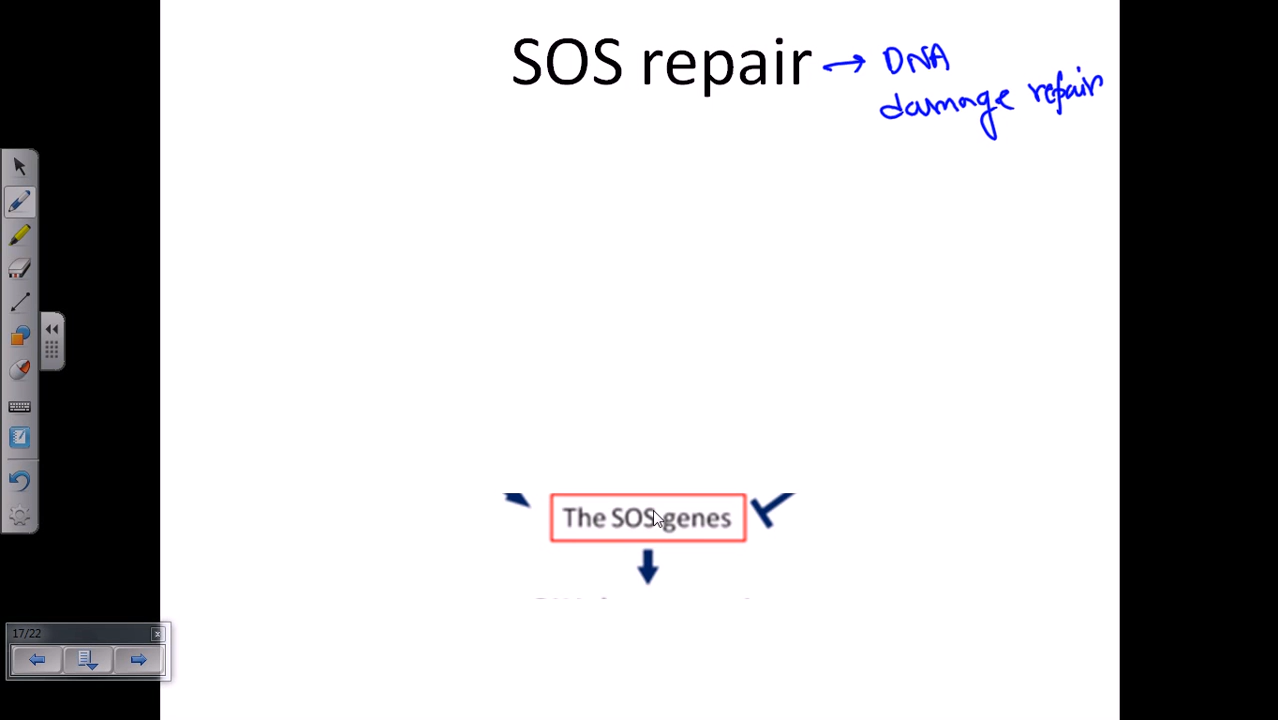 SOS repair → DNA
damage repair
The SOS genes
17/22